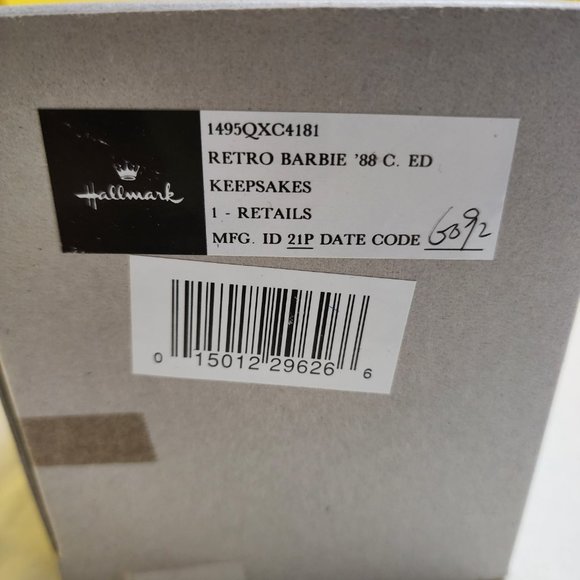 Hallmark
1495QXC4181
RETRO BARBIE '88 C. ED
KEEPSAKES
1 - RETAILS
MFG. ID 21P DATE CODE 6092
0 15012 29626 6